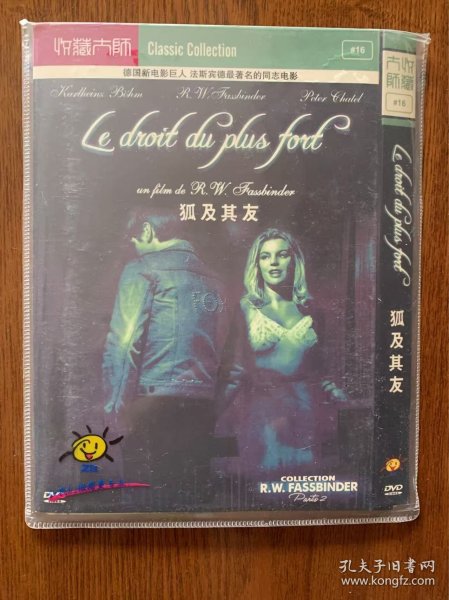 收藏大师
Classic Collection
#16
德国新电影巨人 法斯宾德最著名的同志电影
Karlheinz Böhm R.W. Fassbinder Peter Chatel
Le droit du plus fort
un film de R.W. Fassbinder
狐及其友
FOX
COLLECTION
R.W. FASSBINDER
Parts 2
DVD
收藏大师
#16
Le droit du plus fort
狐及其友
DVD
孔夫子旧书网
www.kongfz.com